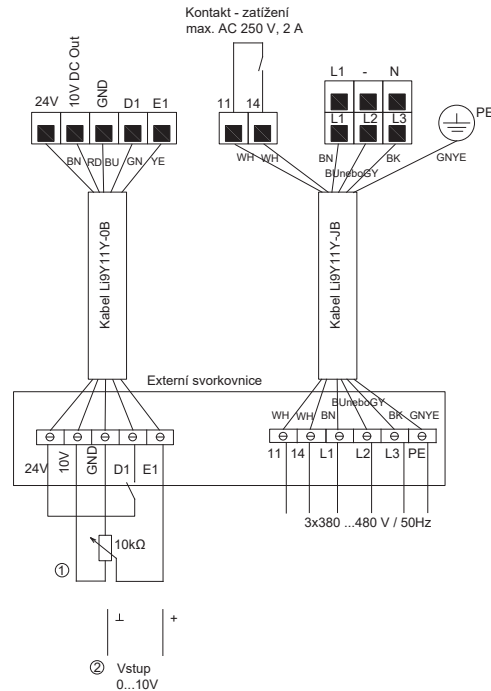 Kontakt - zatížení
max. AC 250 V, 2 A
24V 10V DC Out GND D1 E1
11 14
L1 - N
L1 L2 L3
PE
BN RD BU GN YE
WH WH BN BUneboGY BK GNYE
Kabel Li9Y11Y-0B
Kabel Li9Y11Y-JB
Externí svorkovnice
WH WH BN BUneboGY BK GNYE
24V 10V GND D1 E1
11 14 L1 L2 L3 PE
3x380 ...480 V / 50Hz
10kΩ
①
⊥ +
② Vstup
0...10V